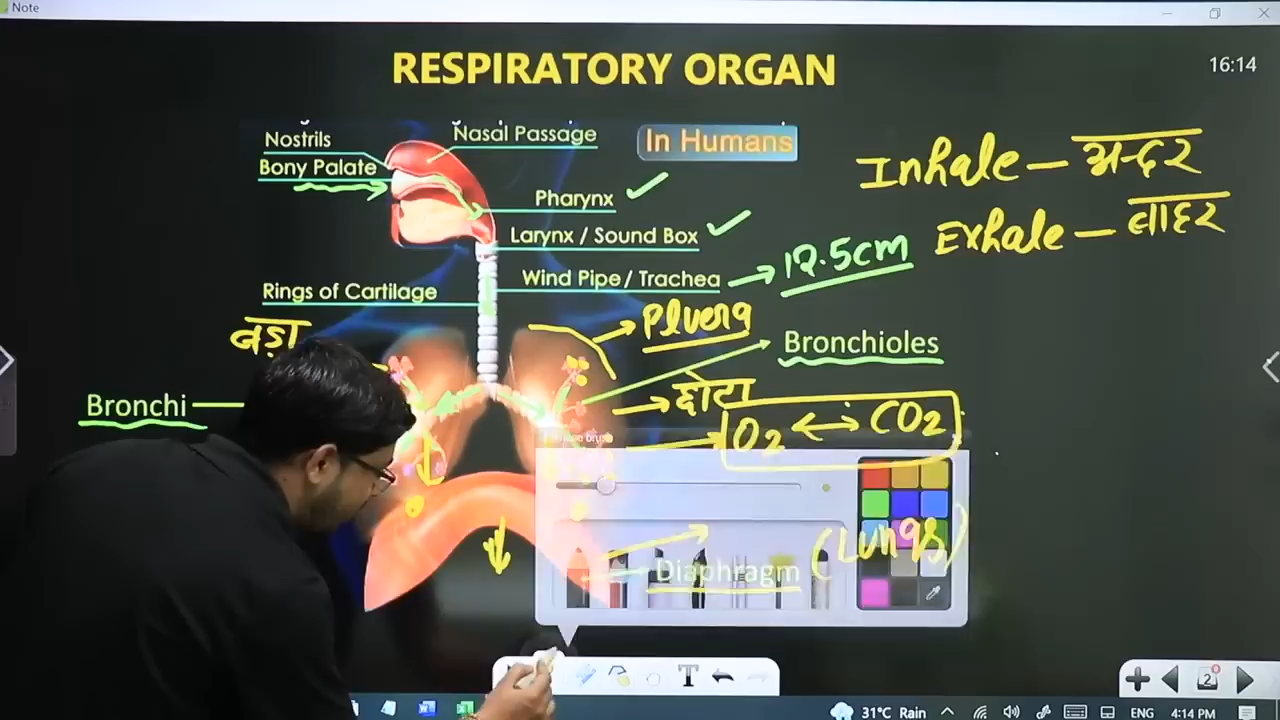 Note
RESPIRATORY ORGAN
16:14
Nostrils
Nasal Passage
In Humans
Bony Palate
Inhale – अन्दर
Pharynx
Larynx / Sound Box
Exhale – बाहर
Wind Pipe / Trachea
12.5cm
Rings of Cartilage
Pluera
बड़ा
Bronchioles
Bronchi
छोटा
O2 ↔ CO2
(Lungs)
Diaphragm
T
2
31°C Rain
ENG
4:14 PM